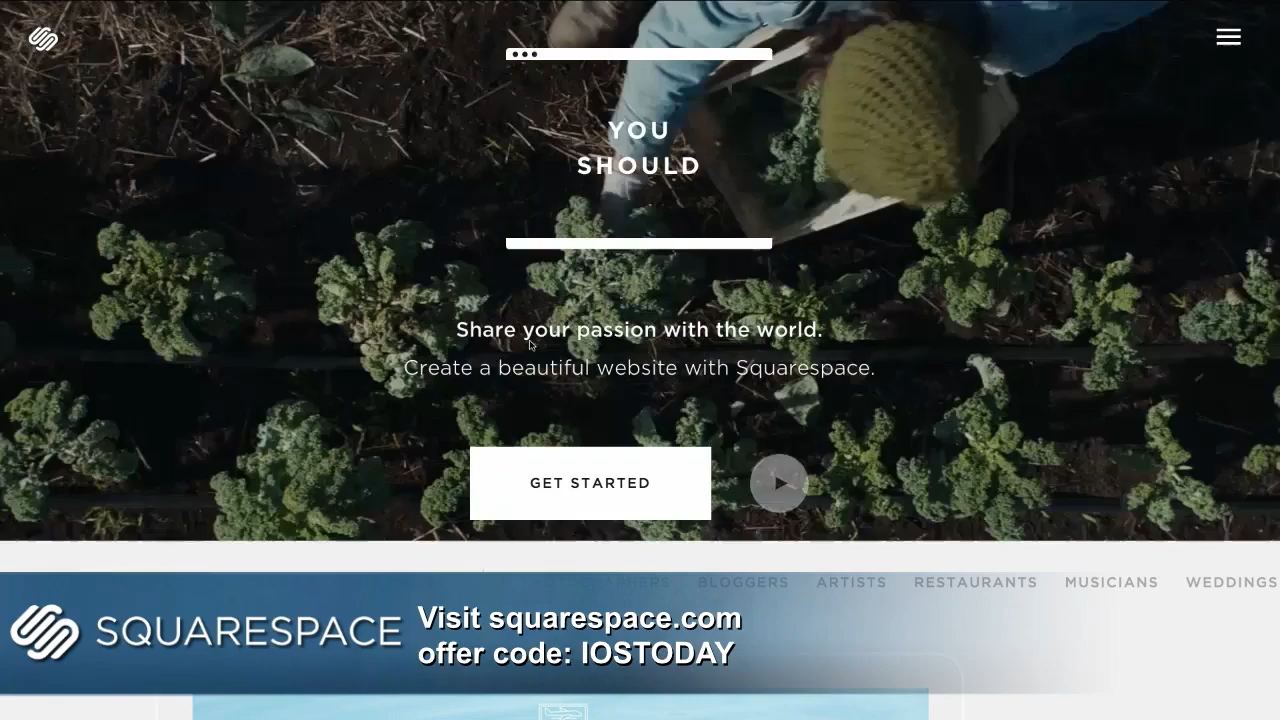 YOU
SHOULD
Share your passion with the world.
Create a beautiful website with Squarespace.
GET STARTED
BLOGGERS ARTISTS RESTAURANTS MUSICIANS WEDDINGS
SQUARESPACE
Visit squarespace.com
offer code: IOSTODAY